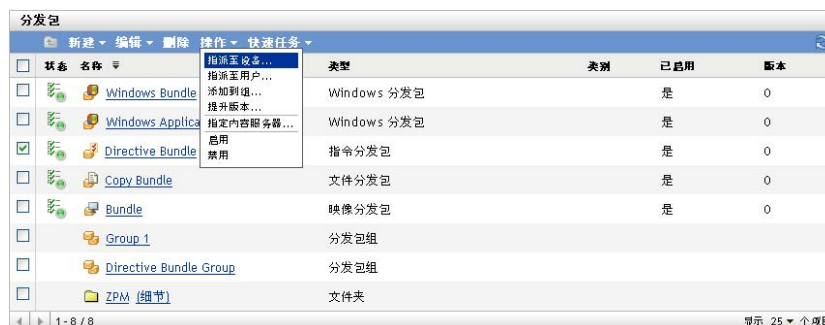 分发包
新建 编辑 删除 操作 快速任务
状态 名称 类型 类别 已启用 版本
指派至设备...
指派至用户...
添加到组...
提升版本...
指定内容服务器...
启用
禁用
Windows Bundle Windows 分发包 是 0
Windows Applica Windows 分发包 是 0
Directive Bundle 指令分发包 是 0
Copy Bundle 文件分发包 是 0
Bundle 映像分发包 是 0
Group 1 分发包组
Directive Bundle Group 分发包组
ZPM (细节) 文件夹
1 - 8 / 8 显示 25 个项目